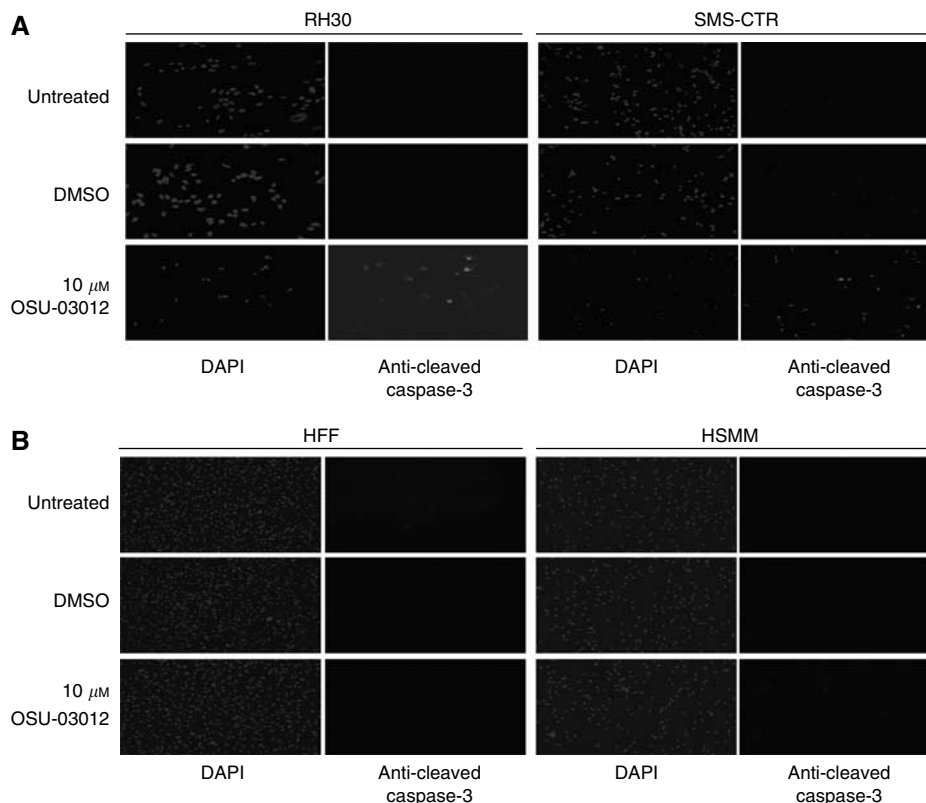 A
RH30
SMS-CTR
Untreated
DMSO
10 µM
OSU-03012
DAPI
Anti-cleaved
caspase-3
DAPI
Anti-cleaved
caspase-3
B
HFF
HSMM
Untreated
DMSO
10 µM
OSU-03012
DAPI
Anti-cleaved
caspase-3
DAPI
Anti-cleaved
caspase-3